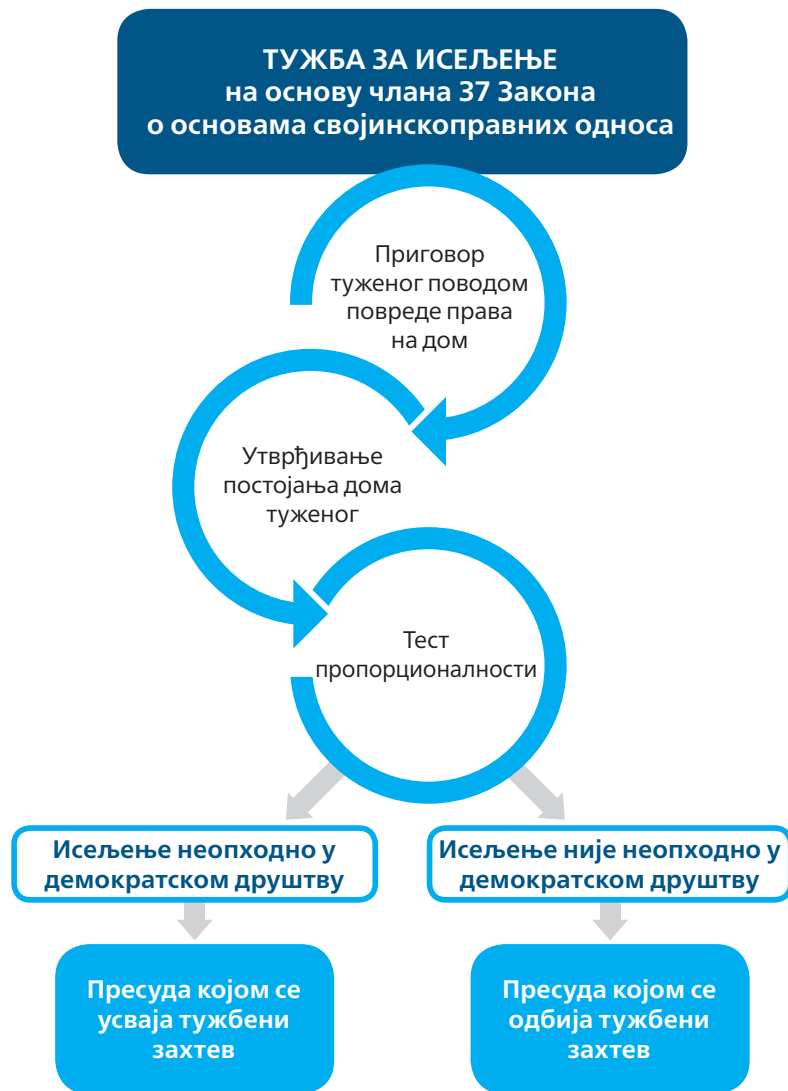 ТУЖБА ЗА ИСЕЉЕЊЕ
на основу члана 37 Закона
о основама својинскоправних односа
Приговор
туженог поводом
повреде права
на дом
Утврђивање
постојања дома
туженог
Тест
пропорционалности
Исељење неопходно у
демократском друштву
Исељење није неопходно у
демократском друштву
Пресуда којом се
усваја тужбени
захтев
Пресуда којом се
одбија тужбени
захтев